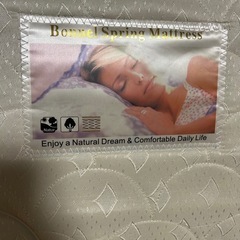 Bonnel Spring Mattress
Enjoy a Natural Dream & Comfortable Daily Life